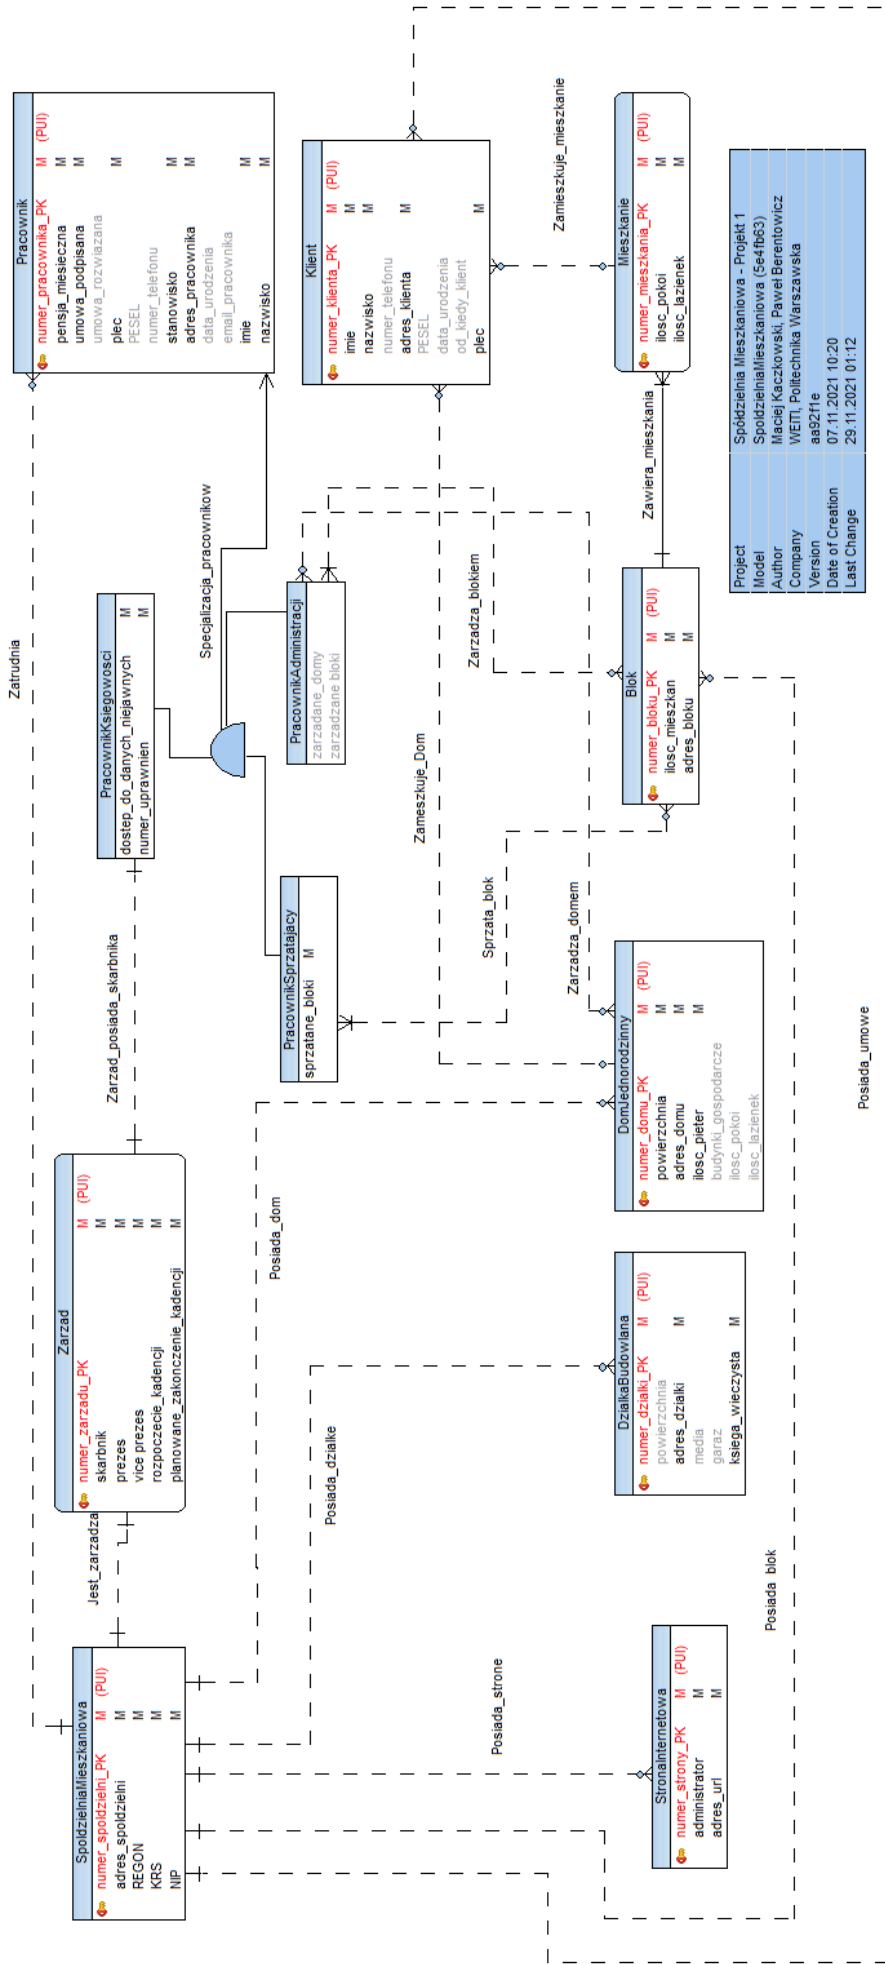 Zatrudnia
SpoldzielniaMieszkaniowa
numer_spoldzielni_PK M (PUI)
adres_spoldzielni M
REGON M
KRS M
NIP M
Jest_zarzadza
Zarzad
numer_zarzadu_PK M (PUI)
skarbnik M
prezes M
vice prezes M
rozpoczecie_kadencji M
planowane_zakonczenie_kadencji M
Zarzad_posiada_skarbnika
PracownikKsiegowosci
dostep_do_danych_niejawnych M
numer_uprawnien M
Pracownik
numer_pracownika_PK M (PUI)
pensja_miesieczna M
umowa_podpisana M
umowa_rozwiazana
plec M
PESEL
numer_telefonu
stanowisko M
adres_pracownika M
data_urodzenia
email_pracownika
imie M
nazwisko M
Specjalizacja_pracownikow
PracownikSprzatajacy
sprzatane_bloki M
PracownikAdministracji
zarzadane_domy
zarzadzane bloki
Klient
numer_klienta_PK M (PUI)
imie M
nazwisko M
numer_telefonu
adres_klienta M
PESEL
data_urodzenia
od_kiedy_klient
plec M
Posiada_dom
Posiada_dzialke
Zameszkuje_Dom
Zarzadza_blokiem
Zamieszkuje_mieszkanie
Posiada_strone
Sprzata_blok
Zarzadza_domem
Zawiera_mieszkania
StronaInternetowa
numer_strony_PK M (PUI)
administrator M
adres_url M
DzialkaBudowlana
numer_dzialki_PK M (PUI)
powierzchnia
adres_dzialki M
media
garaz
ksiega_wieczysta M
DomJednorodzinny
numer_domu_PK M (PUI)
powierzchnia M
adres_domu M
ilosc_pieter M
budynki_gospodarcze
ilosc_pokoi
ilosc_lazienek
Blok
numer_bloku_PK M (PUI)
ilosc_mieszkan M
adres_bloku M
Mieszkanie
numer_mieszkania_PK M (PUI)
ilosc_pokoi M
ilosc_lazienek M
Posiada_blok
Posiada_umowe
Project Spółdzielnia Mieszkaniowa - Projekt 1
Model SpoldzielniaMieszkaniowa (5e4fb63)
Author Maciej Kaczkowski, Paweł Berentowicz
Company WEiTI, Politechnika Warszawska
Version aa92f1e
Date of Creation 07.11.2021 10:20
Last Change 29.11.2021 01:12